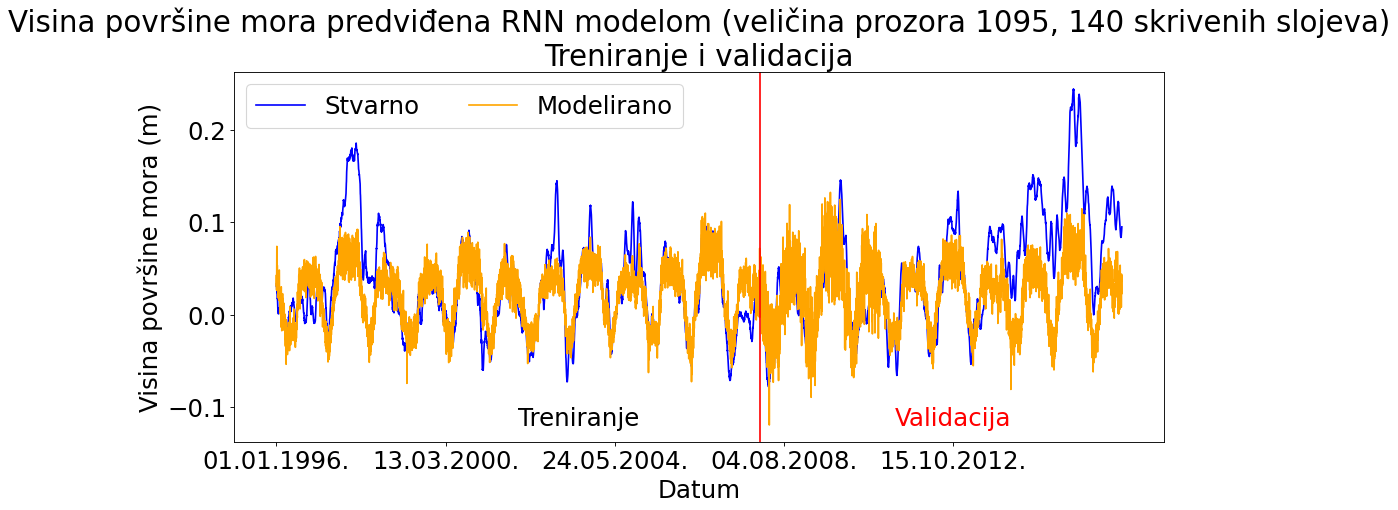 Visina površine mora predviđena RNN modelom (veličina prozora 1095, 140 skrivenih slojeva)
Treniranje i validacija
Stvarno Modelirano
Visina površine mora (m)
0.2
0.1
0.0
−0.1
Treniranje Validacija
01.01.1996. 13.03.2000. 24.05.2004. 04.08.2008. 15.10.2012.
Datum